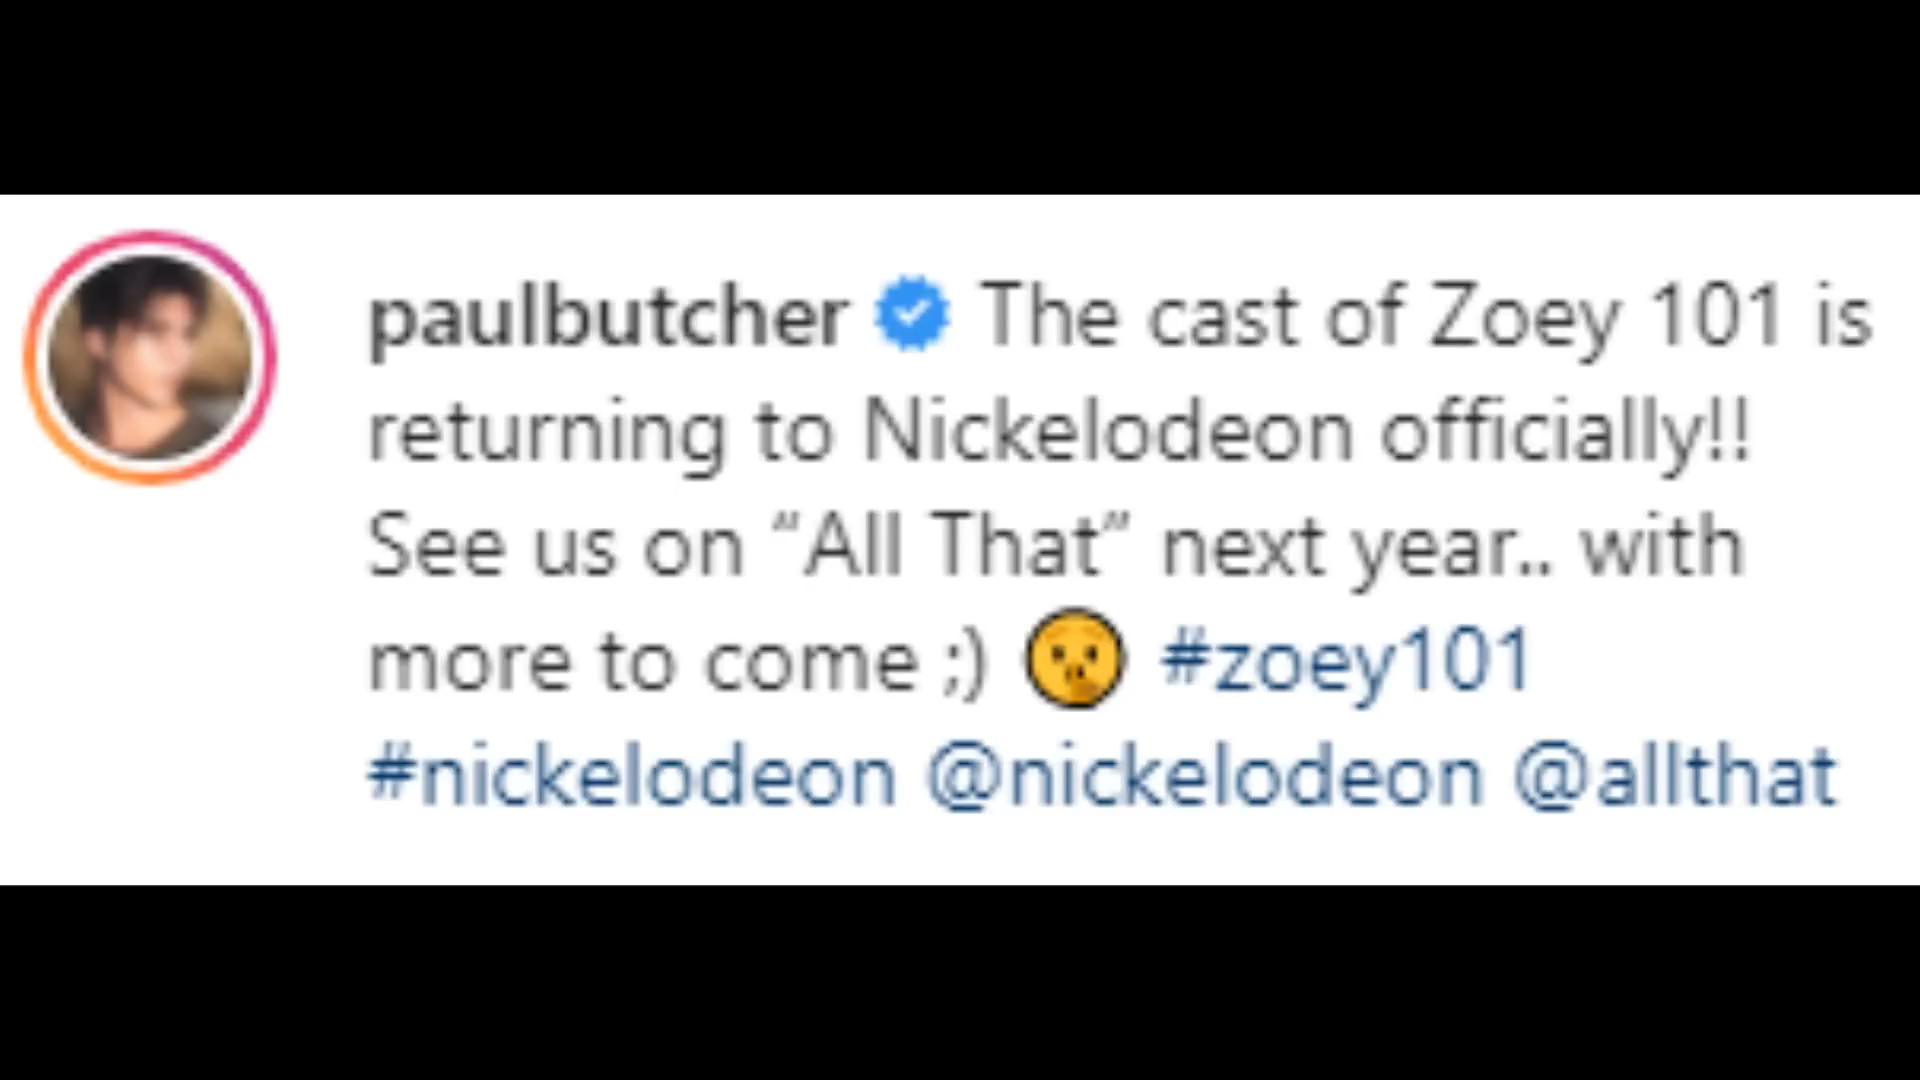 paulbutcher The cast of Zoey 101 is
returning to Nickelodeon officially!!
See us on “All That” next year.. with
more to come ;) 🤫 #zoey101
#nickelodeon @nickelodeon @allthat